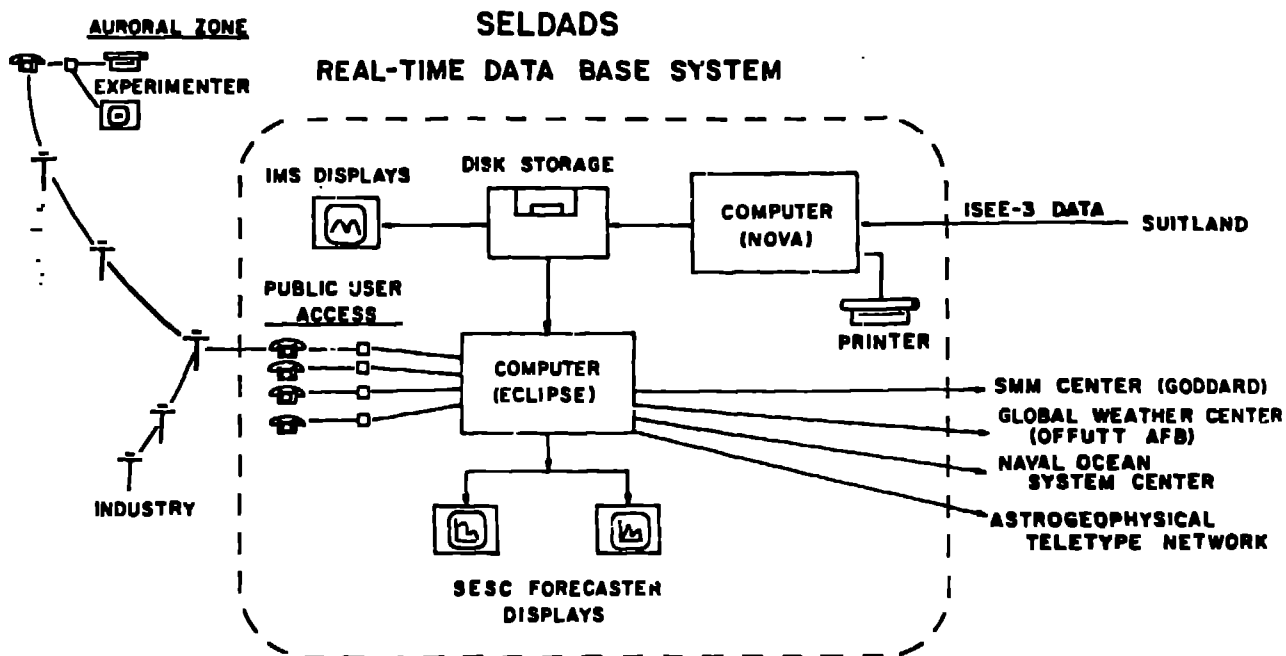 SELDADS
REAL-TIME DATA BASE SYSTEM
AURORAL ZONE
EXPERIMENTER
IMS DISPLAYS
DISK STORAGE
COMPUTER
(NOVA)
ISEE-3 DATA
SUITLAND
PRINTER
PUBLIC USER
ACCESS
COMPUTER
(ECLIPSE)
SMM CENTER (GODDARD)
GLOBAL WEATHER CENTER
(OFFUTT AFB)
NAVAL OCEAN
SYSTEM CENTER
ASTROGEOPHYSICAL
TELETYPE NETWORK
INDUSTRY
SESC FORECASTER
DISPLAYS